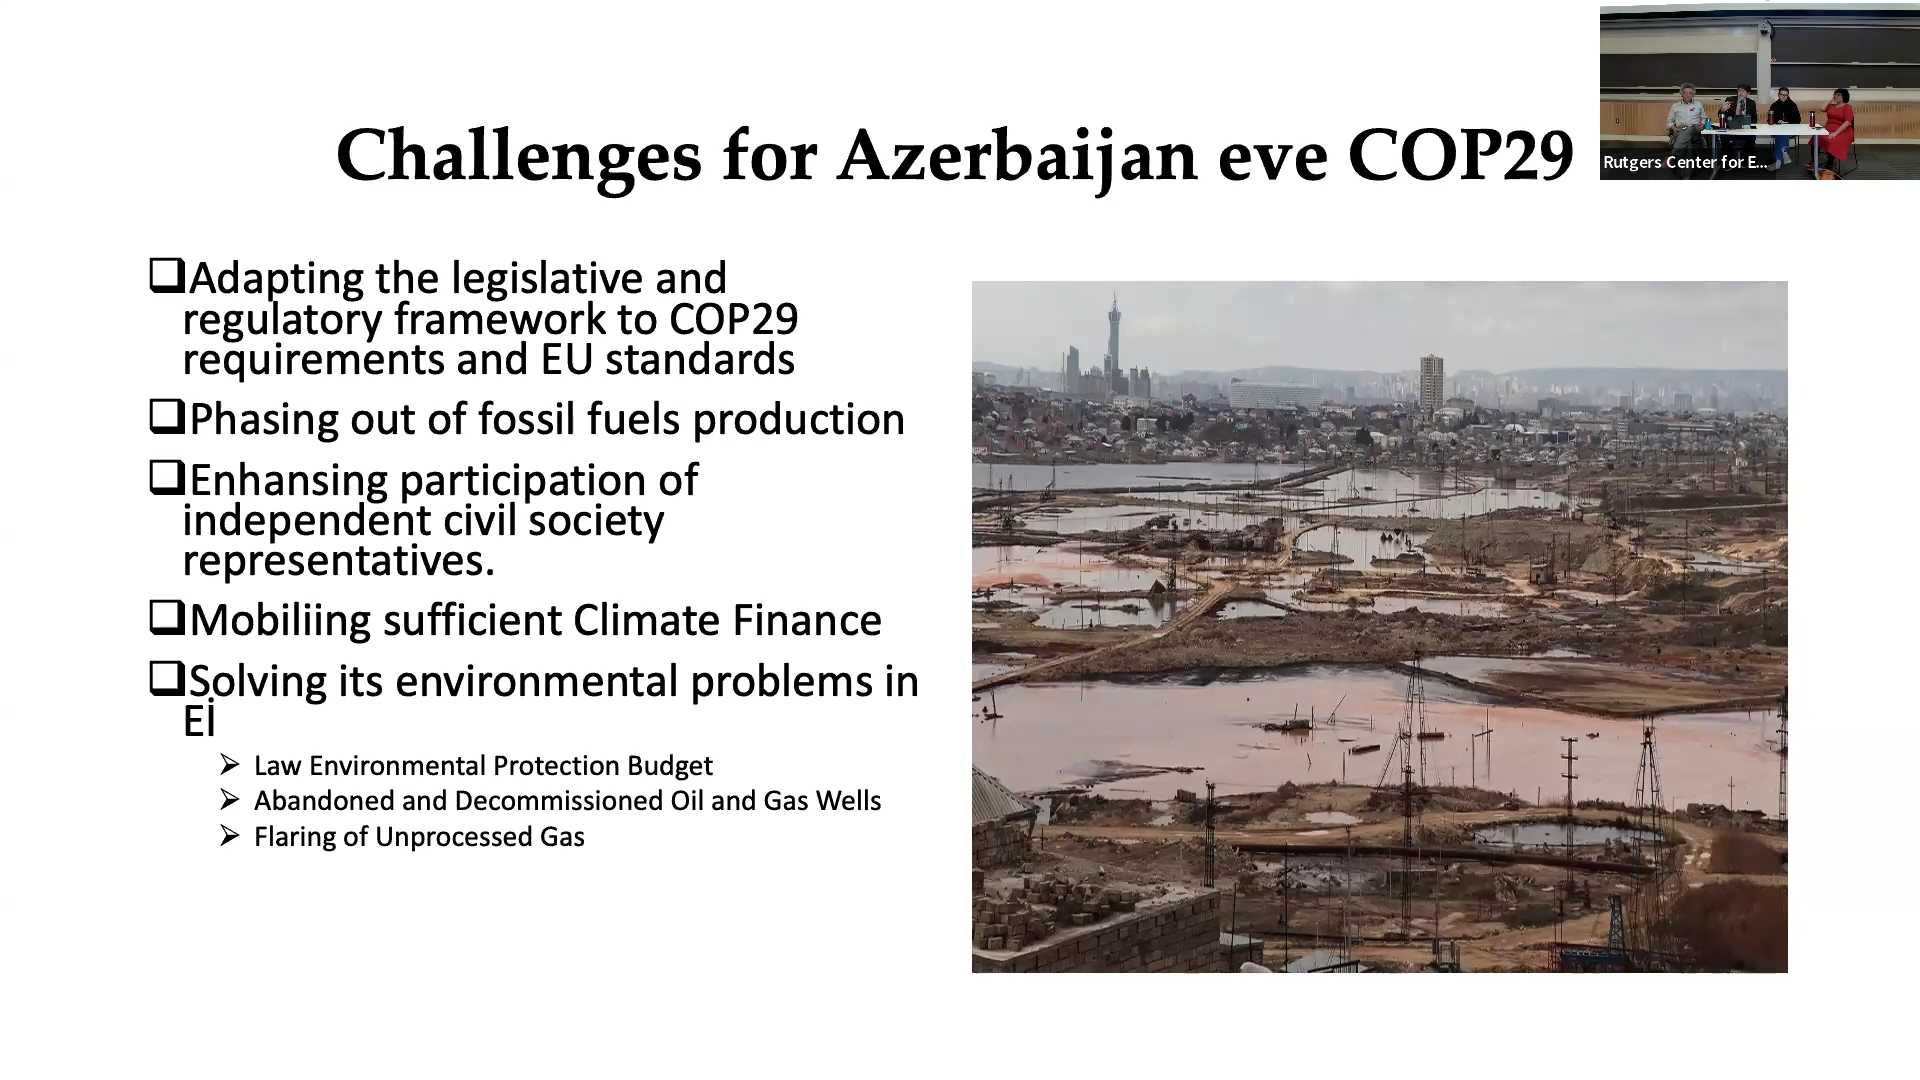 Challenges for Azerbaijan eve COP29
Rutgers Center for E...
❑Adapting the legislative and
regulatory framework to COP29
requirements and EU standards
❑Phasing out of fossil fuels production
❑Enhansing participation of
independent civil society
representatives.
❑Mobiliing sufficient Climate Finance
❑Solving its environmental problems in
Eİ
➢ Law Environmental Protection Budget
➢ Abandoned and Decommissioned Oil and Gas Wells
➢ Flaring of Unprocessed Gas